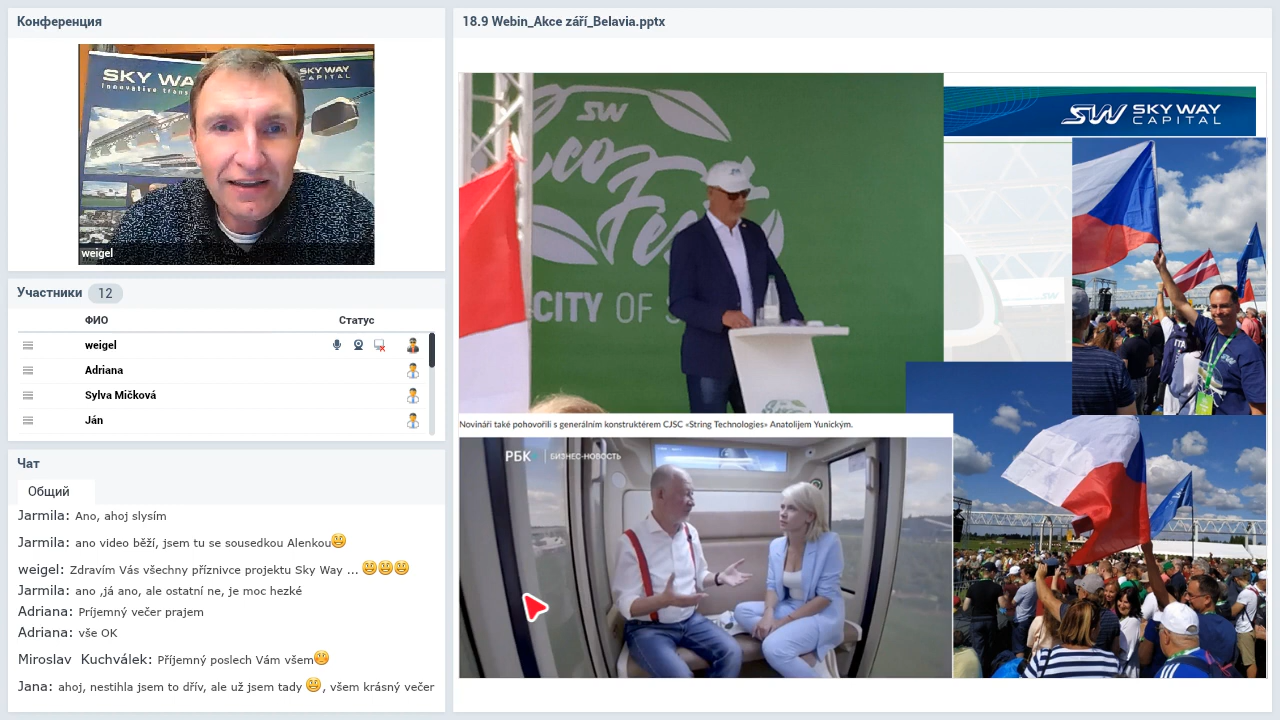 Конференция
SKY WA
CAPITAL
weigel
Участники 12
ФИО Статус
weigel
Adriana
Sylva Mičková
Ján
Чат
Общий
Jarmila: Ano, ahoj slysím
Jarmila: ano video běží, jsem tu se sousedkou Alenkou
weigel: Zdravím Vás všechny příznivce projektu Sky Way ...
Jarmila: ano ,já ano, ale ostatní ne, je moc hezké
Adriana: Príjemný večer prajem
Adriana: vše OK
Miroslav Kuchválek: Příjemný poslech Vám všem
Jana: ahoj, nestihla jsem to dřív, ale už jsem tady , všem krásný večer
18.9 Webin_Akce září_Belavia.pptx
SW
Fe
CITY OF S
SW SKY WAY
CAPITAL
Novináři také pohovořili s generálním konstruktérem CJSC «String Technologies» Anatolijem Yunickým.
РБК БИЗНЕС-НОВОСТЬ